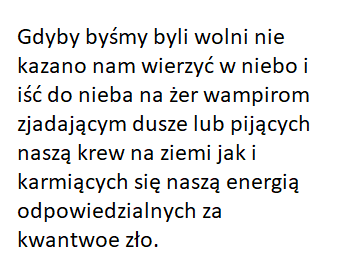 Gdyby byśmy byli wolni nie
kazano nam wierzyć w niebo i
iść do nieba na żer wampirom
zjadającym dusze lub pijących
naszą krew na ziemi jak i
karmiących się naszą energią
odpowiedzialnych za
kwantwoe zło.